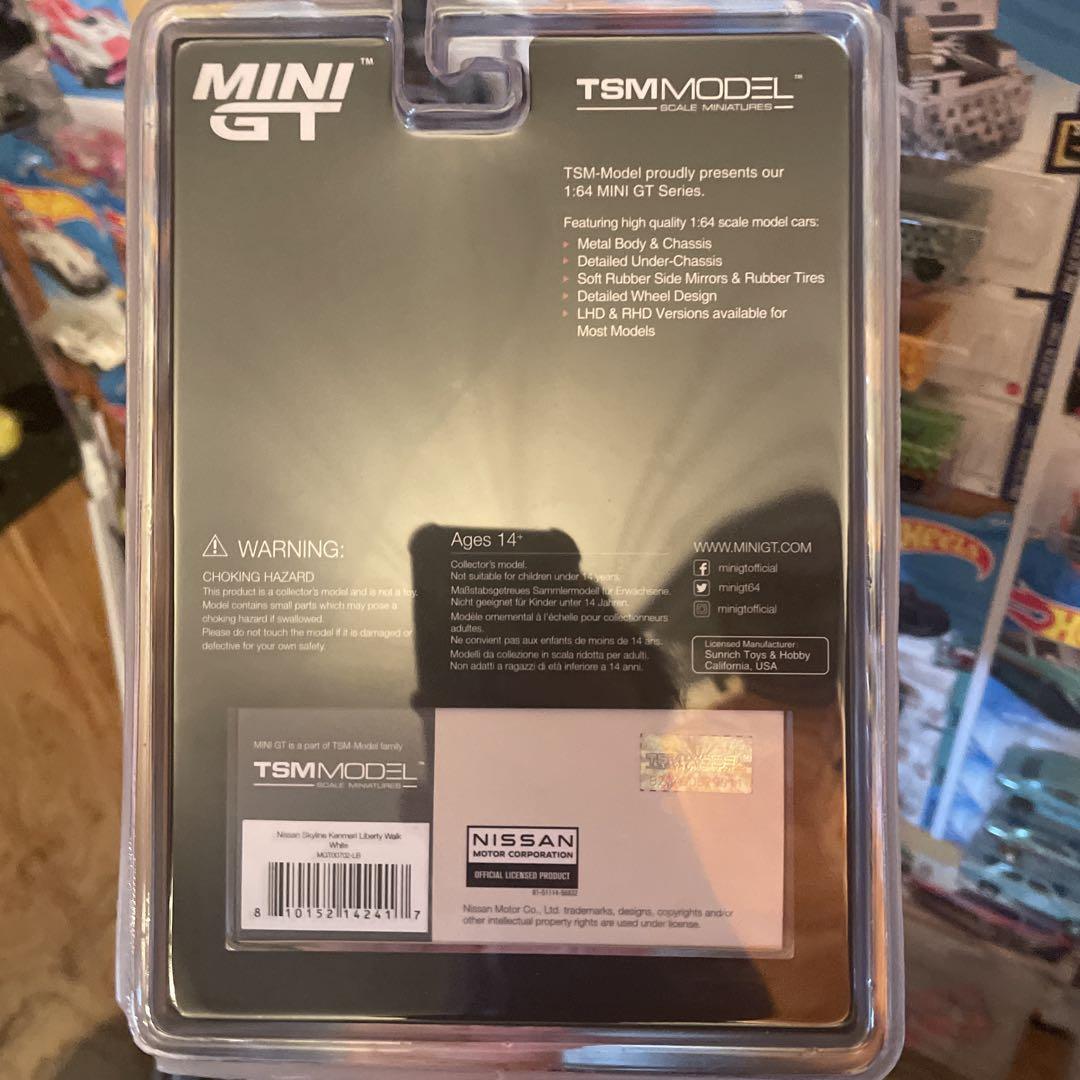 MINI GT™
TSMMODEL™
SCALE MINIATURES
TSM-Model proudly presents our
1:64 MINI GT Series.
Featuring high quality 1:64 scale model cars:
Metal Body & Chassis
Detailed Under-Chassis
Soft Rubber Side Mirrors & Rubber Tires
Detailed Wheel Design
LHD & RHD Versions available for
Most Models
WARNING:
CHOKING HAZARD
This product is a collector's model and is not a toy.
Model contains small parts which may pose a
choking hazard if swallowed.
Please do not touch the model if it is damaged or
defective for your own safety.
Ages 14+
Collector's model.
Not suitable for children under 14 years.
Maßstabsgetreues Sammlermodell für Erwachsene.
Nicht geeignet für Kinder unter 14 Jahren.
Modèle ornemental à l'échelle pour collectionneurs
adultes.
Ne convient pas aux enfants de moins de 14 ans.
Modelli da collezione in scala ridotta per adulti.
Non adatti a ragazzi di età inferiore a 14 anni.
WWW.MINIGT.COM
minigtofficial
minigt64
minigtofficial
Licensed Manufacturer
Sunrich Toys & Hobby
California, USA
MINI GT is a part of TSM-Model family
TSMMODEL™
SCALE MINIATURES
Nissan Skyline Kenmeri Liberty Walk
White
MGT00702-LB
8 10152 14241 7
NISSAN
MOTOR CORPORATION
OFFICIAL LICENSED PRODUCT
Nissan Motor Co., Ltd. trademarks, designs, copyrights and/or
other intellectual property rights are used under license.
HEELS